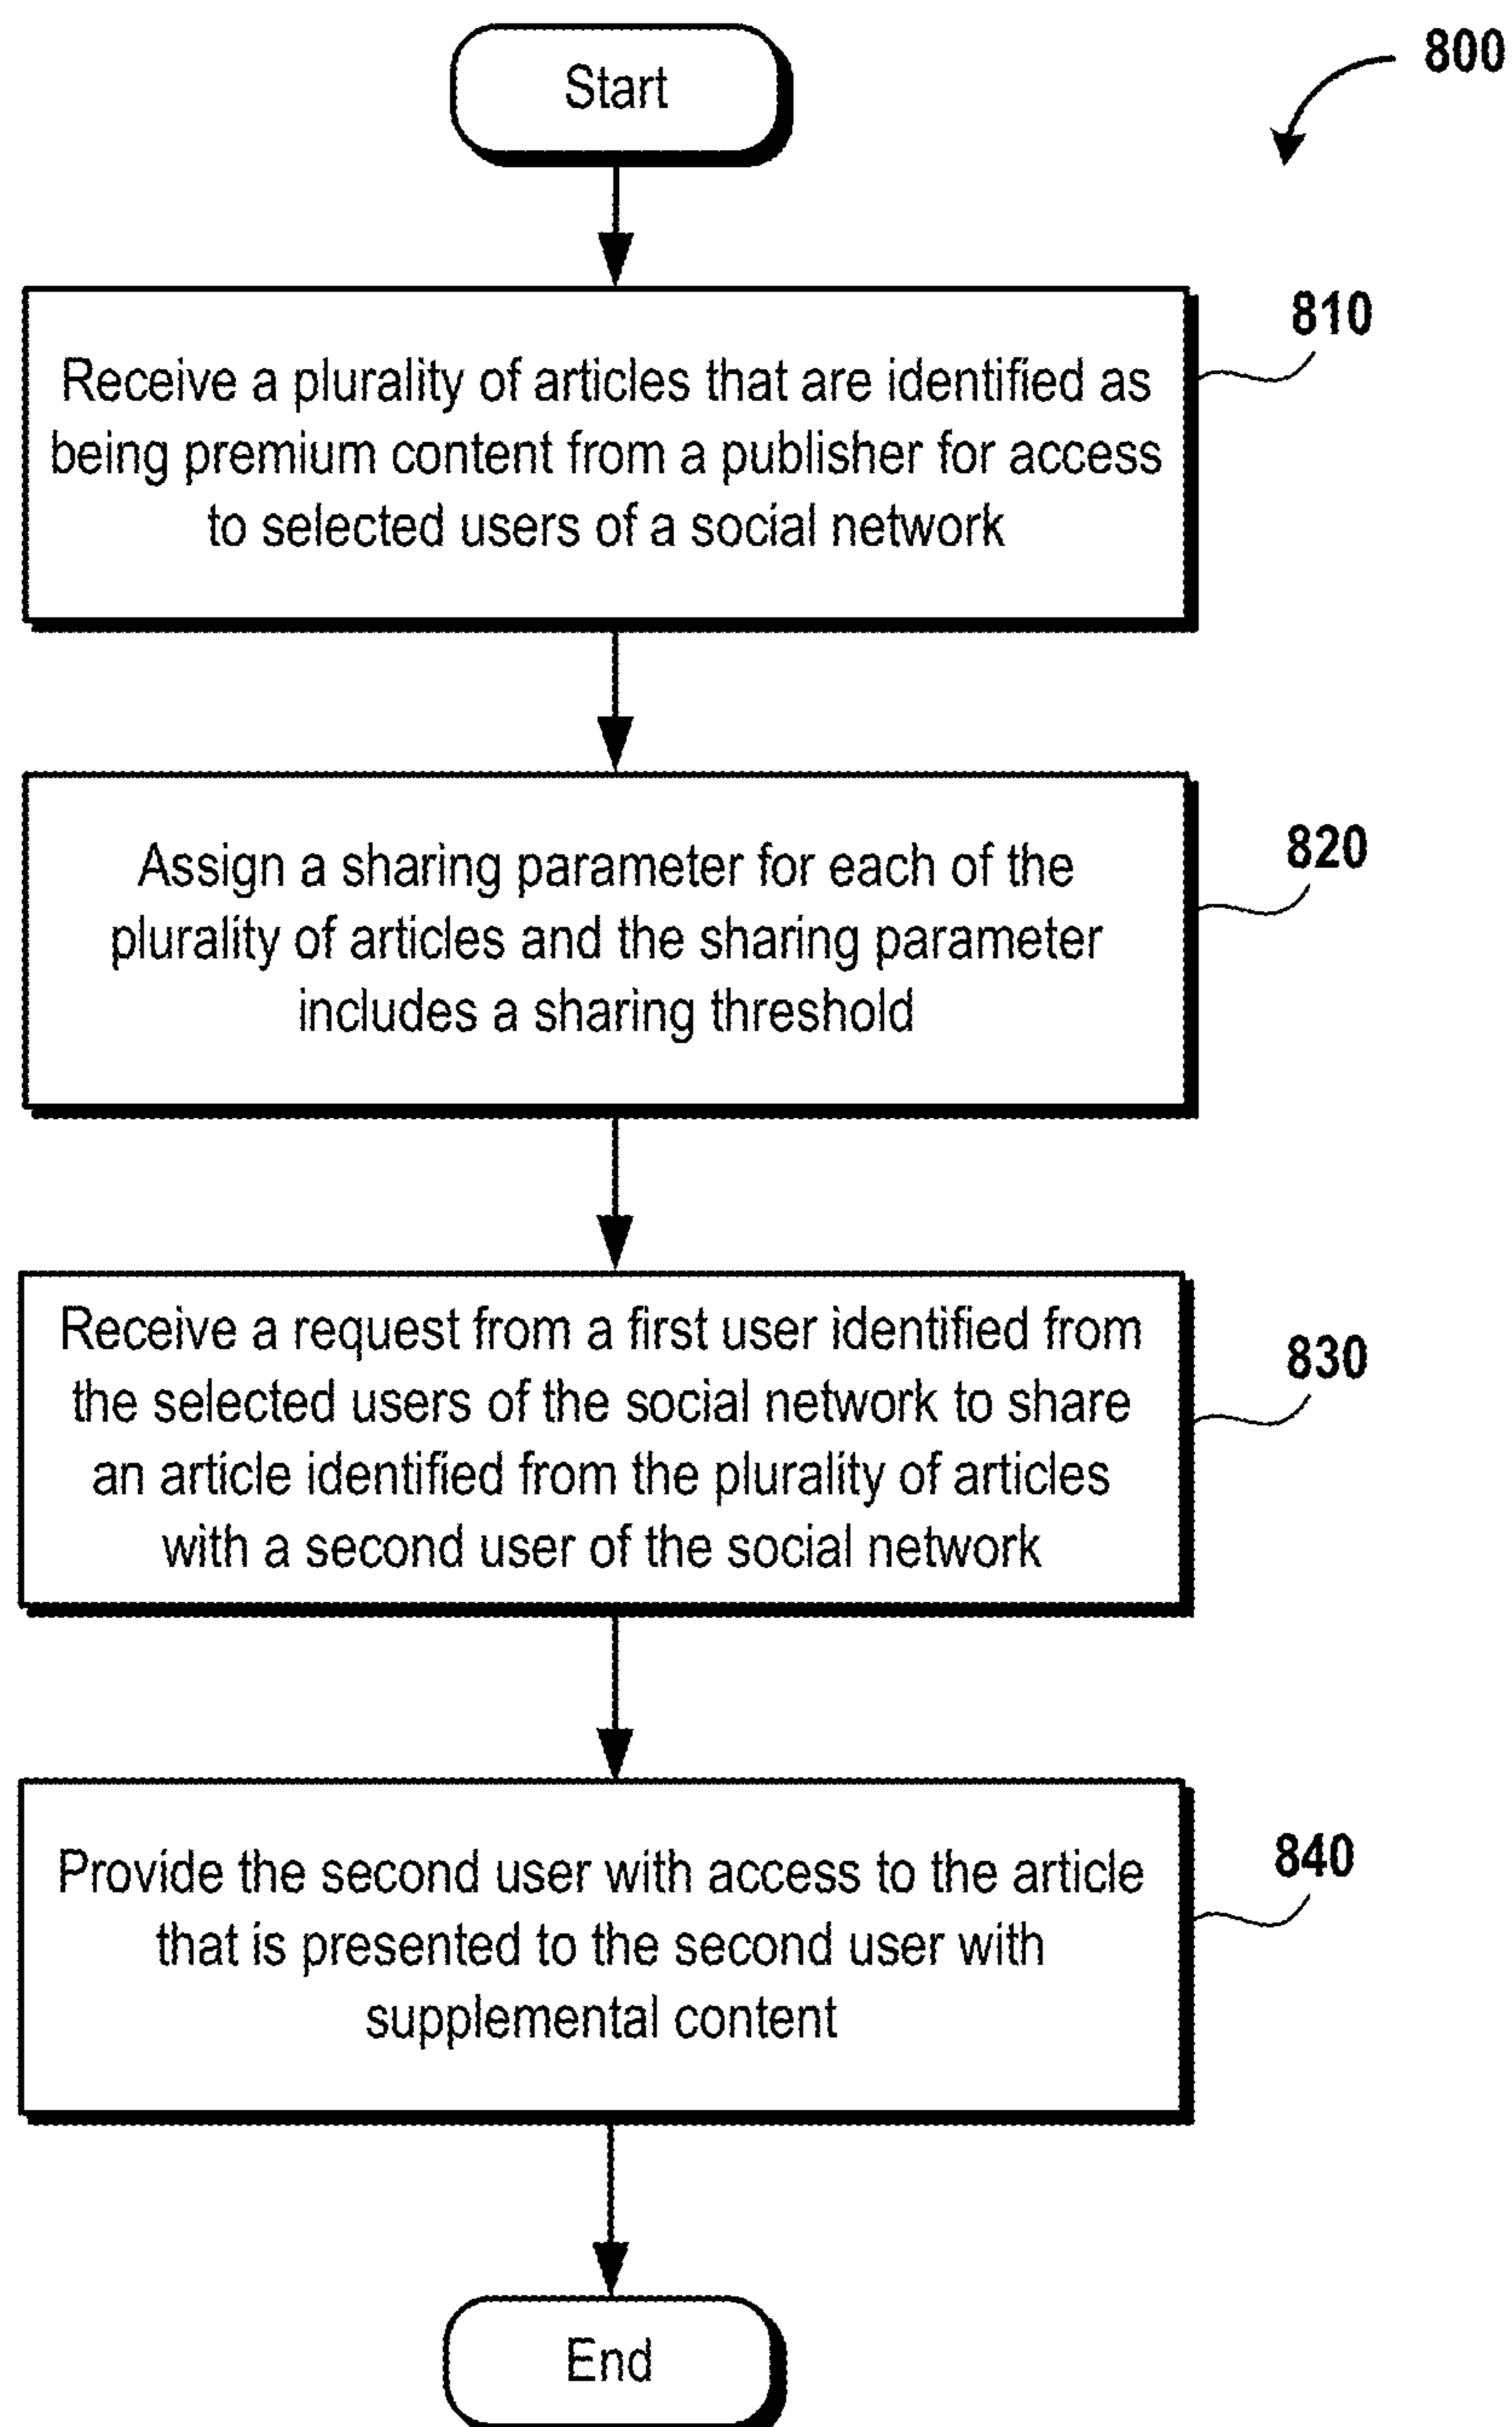 800
Start
810
Receive a plurality of articles that are identified as
being premium content from a publisher for access
to selected users of a social network
820
Assign a sharing parameter for each of the
plurality of articles and the sharing parameter
includes a sharing threshold
830
Receive a request from a first user identified from
the selected users of the social network to share
an article identified from the plurality of articles
with a second user of the social network
840
Provide the second user with access to the article
that is presented to the second user with
supplemental content
End